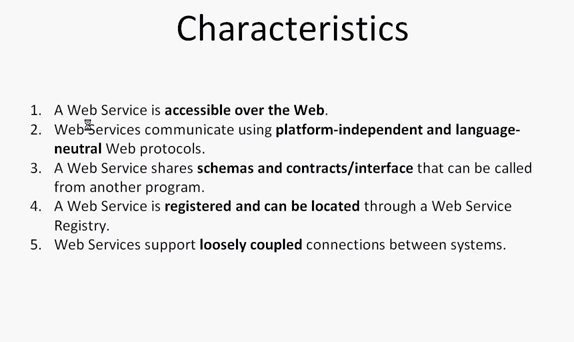 Characteristics
1. A Web Service is accessible over the Web.
2. Web Services communicate using platform-independent and language-
neutral Web protocols.
3. A Web Service shares schemas and contracts/interface that can be called
from another program.
4. A Web Service is registered and can be located through a Web Service
Registry.
5. Web Services support loosely coupled connections between systems.